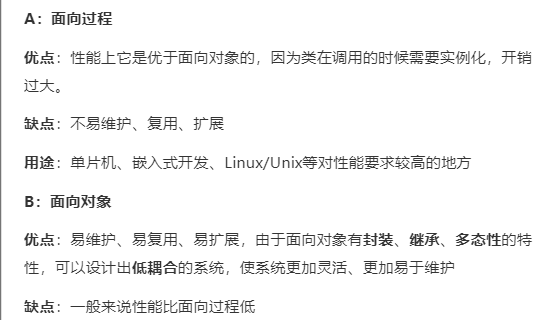 A：面向过程
优点：性能上它是优于面向对象的，因为类在调用的时候需要实例化，开销
过大。
缺点：不易维护、复用、扩展
用途：单片机、嵌入式开发、Linux/Unix等对性能要求较高的地方
B：面向对象
优点：易维护、易复用、易扩展，由于面向对象有封装、继承、多态性的特
性，可以设计出低耦合的系统，使系统更加灵活、更加易于维护
缺点：一般来说性能比面向过程低